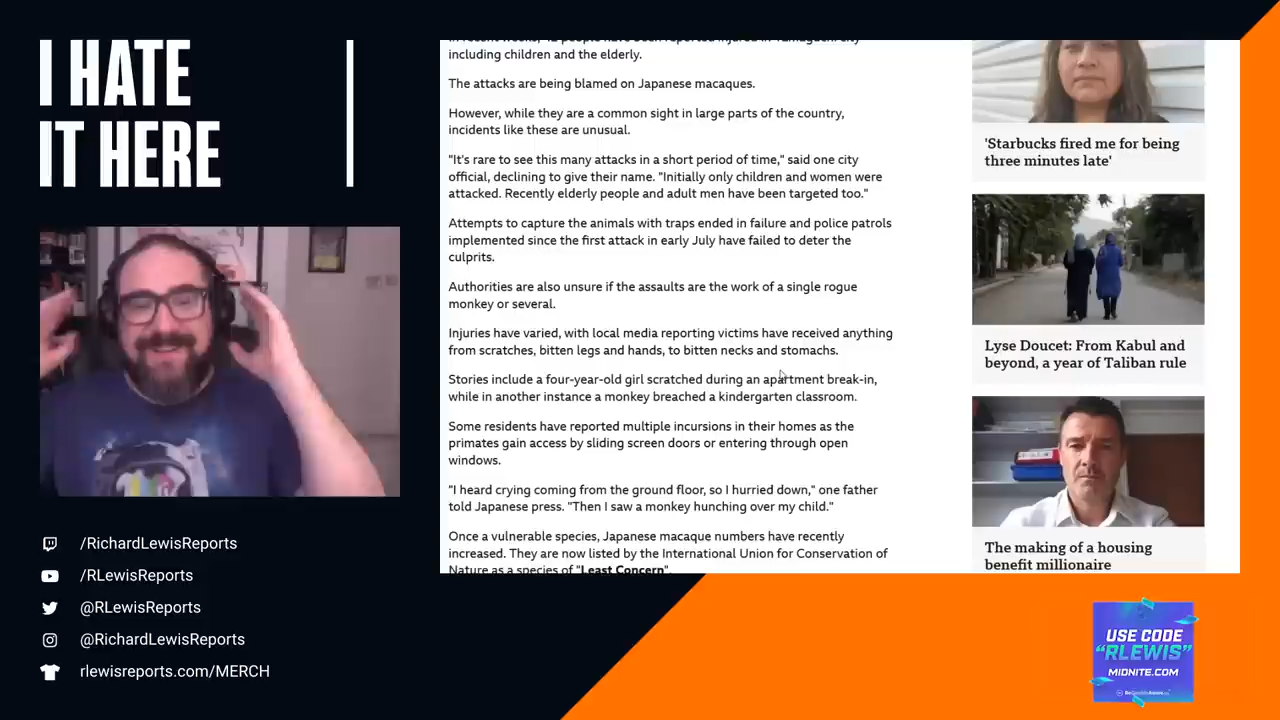 I HATE
IT HERE
/RichardLewisReports
/RLewisReports
@RLewisReports
@RichardLewisReports
rlewisreports.com/MERCH
including children and the elderly.
The attacks are being blamed on Japanese macaques.
However, while they are a common sight in large parts of the country,
incidents like these are unusual.
"It's rare to see this many attacks in a short period of time," said one city
official, declining to give their name. "Initially only children and women were
attacked. Recently elderly people and adult men have been targeted too."
Attempts to capture the animals with traps ended in failure and police patrols
implemented since the first attack in early July have failed to deter the
culprits.
Authorities are also unsure if the assaults are the work of a single rogue
monkey or several.
Injuries have varied, with local media reporting victims have received anything
from scratches, bitten legs and hands, to bitten necks and stomachs.
Stories include a four-year-old girl scratched during an apartment break-in,
while in another instance a monkey breached a kindergarten classroom.
Some residents have reported multiple incursions in their homes as the
primates gain access by sliding screen doors or entering through open
windows.
"I heard crying coming from the ground floor, so I hurried down," one father
told Japanese press. "Then I saw a monkey hunching over my child."
Once a vulnerable species, Japanese macaque numbers have recently
increased. They are now listed by the International Union for Conservation of
Nature as a species of "Least Concern".
'Starbucks fired me for being
three minutes late'
Lyse Doucet: From Kabul and
beyond, a year of Taliban rule
The making of a housing
benefit millionaire
USE CODE
"RLEWIS"
MIDNITE.COM